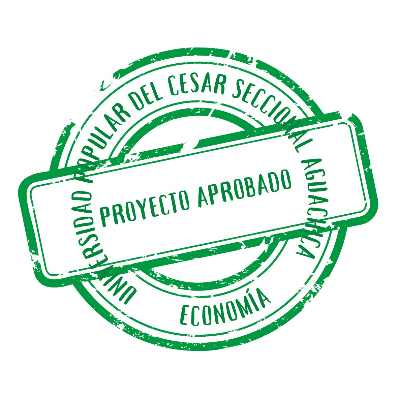 UNIVERSIDAD POPULAR DEL CESAR SECCIONAL AGUACHICA
PROYECTO APROBADO
ECONOMÍA